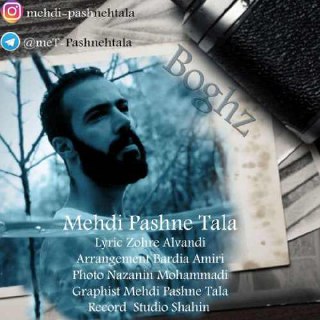 mehdi-pashnehtala
@meT-Pashnehtala
Boghz
Mehdi Pashne Tala
Lyric Zohre Alvandi
Arrangement Bardia Amiri
Photo Nazanin Mohammadi
Graphist Mehdi Pashne Tala
Record Studio Shahin